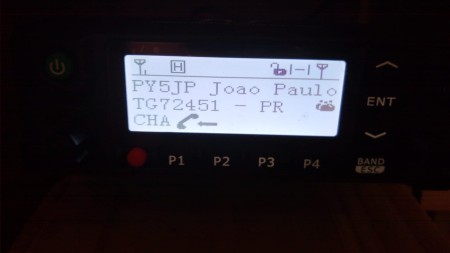 H
PY5JP Joao Paulo
TG72451 - PR
CHA
ENT
P1 P2 P3 P4 BAND
ESC